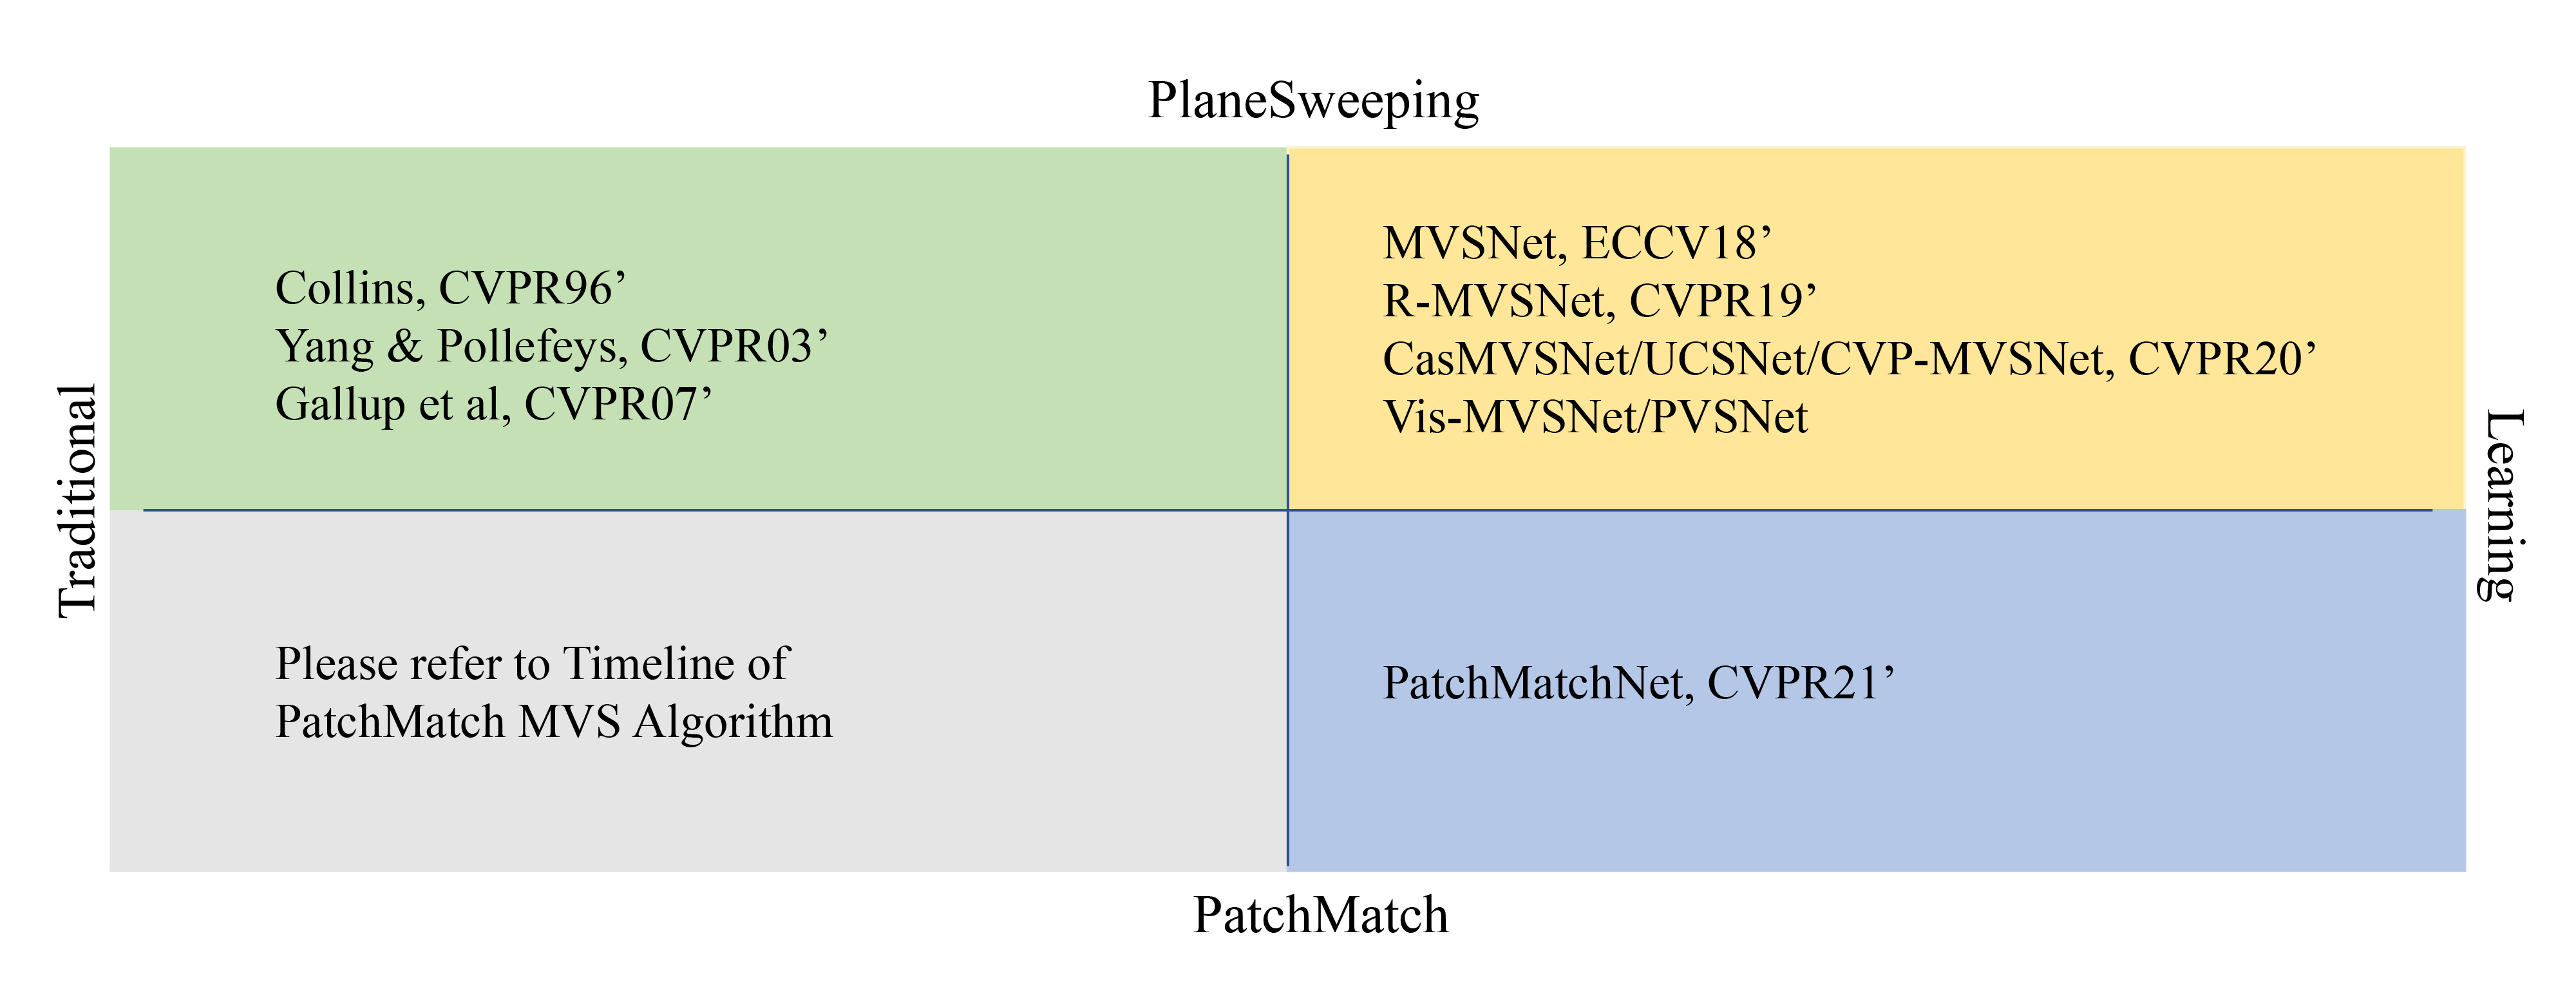 PlaneSweeping
Traditional
Collins, CVPR96’
Yang & Pollefeys, CVPR03’
Gallup et al, CVPR07’
MVSNet, ECCV18’
R-MVSNet, CVPR19’
CasMVSNet/UCSNet/CVP-MVSNet, CVPR20’
Vis-MVSNet/PVSNet
Learning
Please refer to Timeline of
PatchMatch MVS Algorithm
PatchMatchNet, CVPR21’
PatchMatch